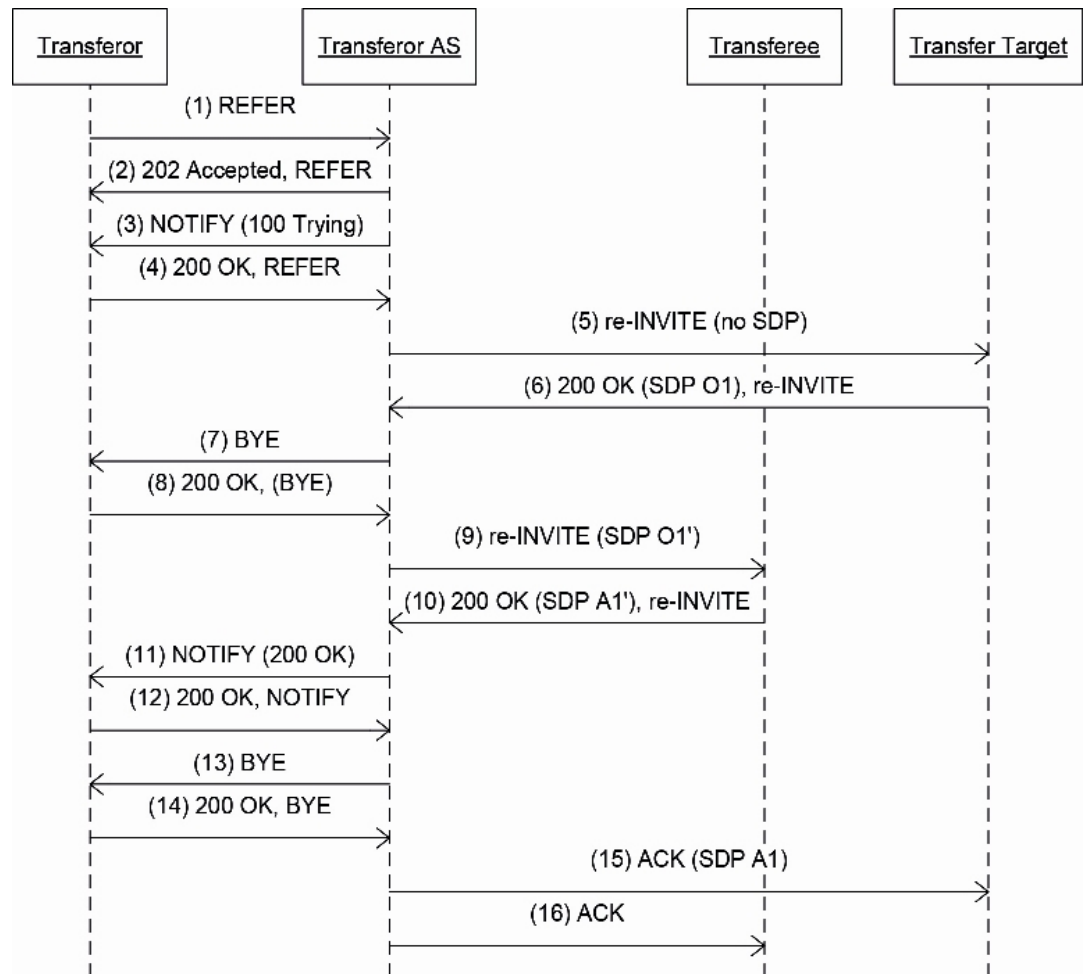 Transferor
Transferor AS
Transferee
Transfer Target
(1) REFER
(2) 202 Accepted, REFER
(3) NOTIFY (100 Trying)
(4) 200 OK, REFER
(5) re-INVITE (no SDP)
(6) 200 OK (SDP O1), re-INVITE
(7) BYE
(8) 200 OK, (BYE)
(9) re-INVITE (SDP O1')
(10) 200 OK (SDP A1'), re-INVITE
(11) NOTIFY (200 OK)
(12) 200 OK, NOTIFY
(13) BYE
(14) 200 OK, BYE
(15) ACK (SDP A1)
(16) ACK